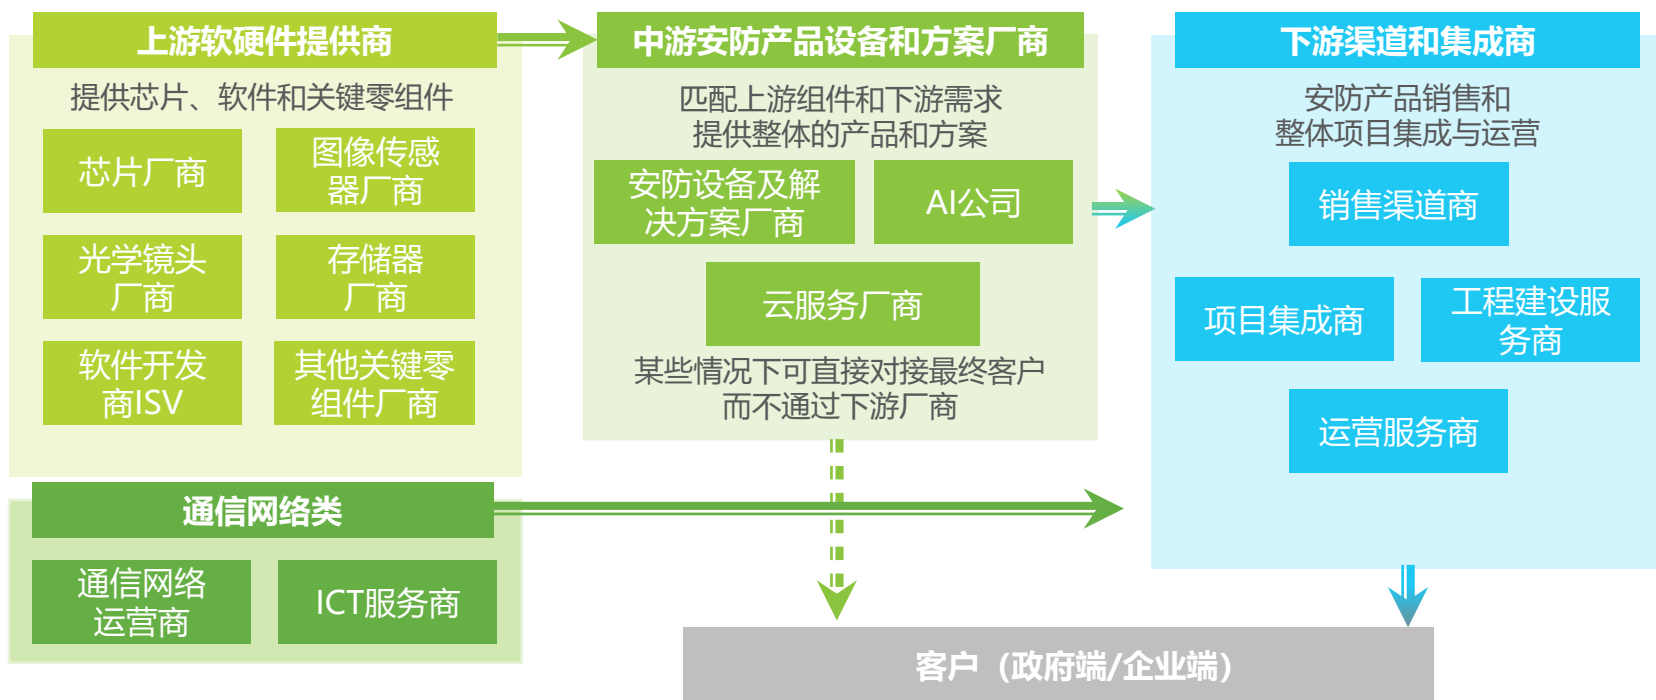 上游软硬件提供商
提供芯片、软件和关键零组件
芯片厂商
图像传感
器厂商
光学镜头
厂商
存储器
厂商
软件开发
商ISV
其他关键零
组件厂商
通信网络类
通信网络
运营商
ICT服务商
中游安防产品设备和方案厂商
匹配上游组件和下游需求
提供整体的产品和方案
安防设备及解
决方案厂商
AI公司
云服务厂商
某些情况下可直接对接最终客户
而不通过下游厂商
下游渠道和集成商
安防产品销售和
整体项目集成与运营
销售渠道商
项目集成商
工程建设服
务商
运营服务商
客户（政府端/企业端）